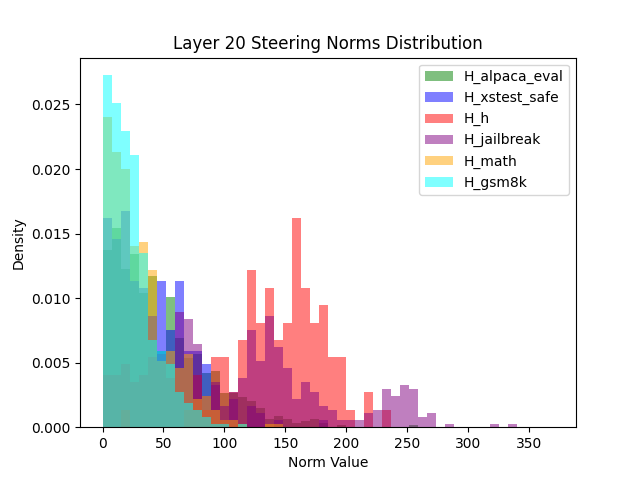 Layer 20 Steering Norms Distribution
H_alpaca_eval
H_xstest_safe
H_h
H_jailbreak
H_math
H_gsm8k
Density
0.025
0.020
0.015
0.010
0.005
0.000
0 50 100 150 200 250 300 350
Norm Value